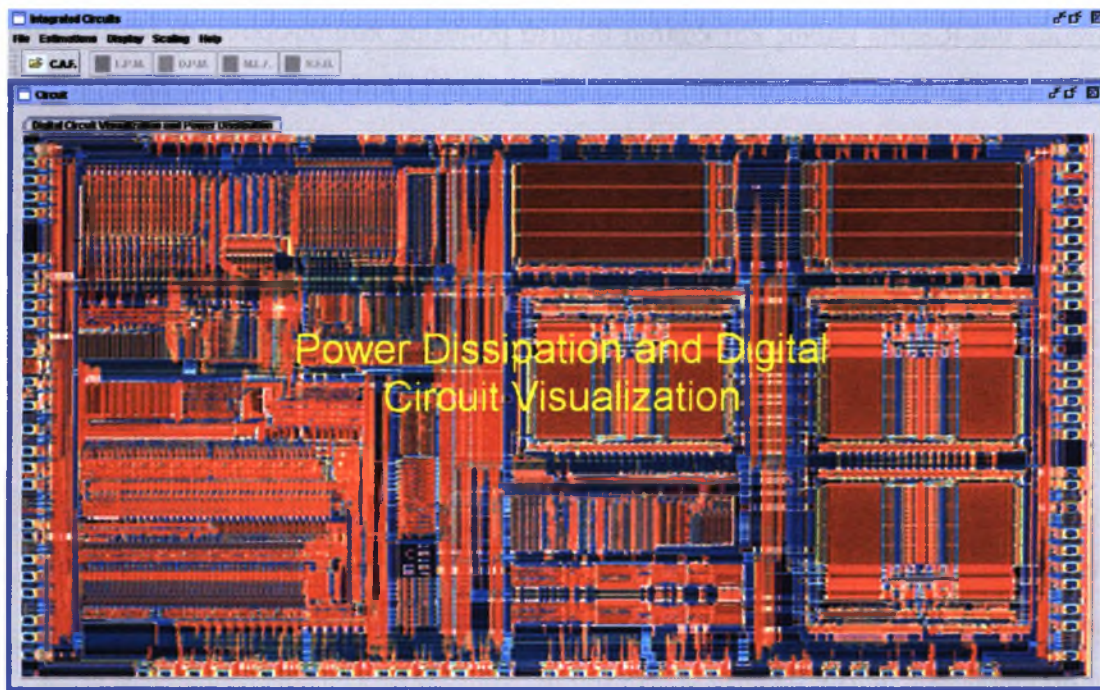 Integrated Circuits
File Estimations Display Scaling Help
C.A.F.
Circuit
Digital Circuit Visualization and Power Dissipation
Power Dissipation and Digital
Circuit Visualization